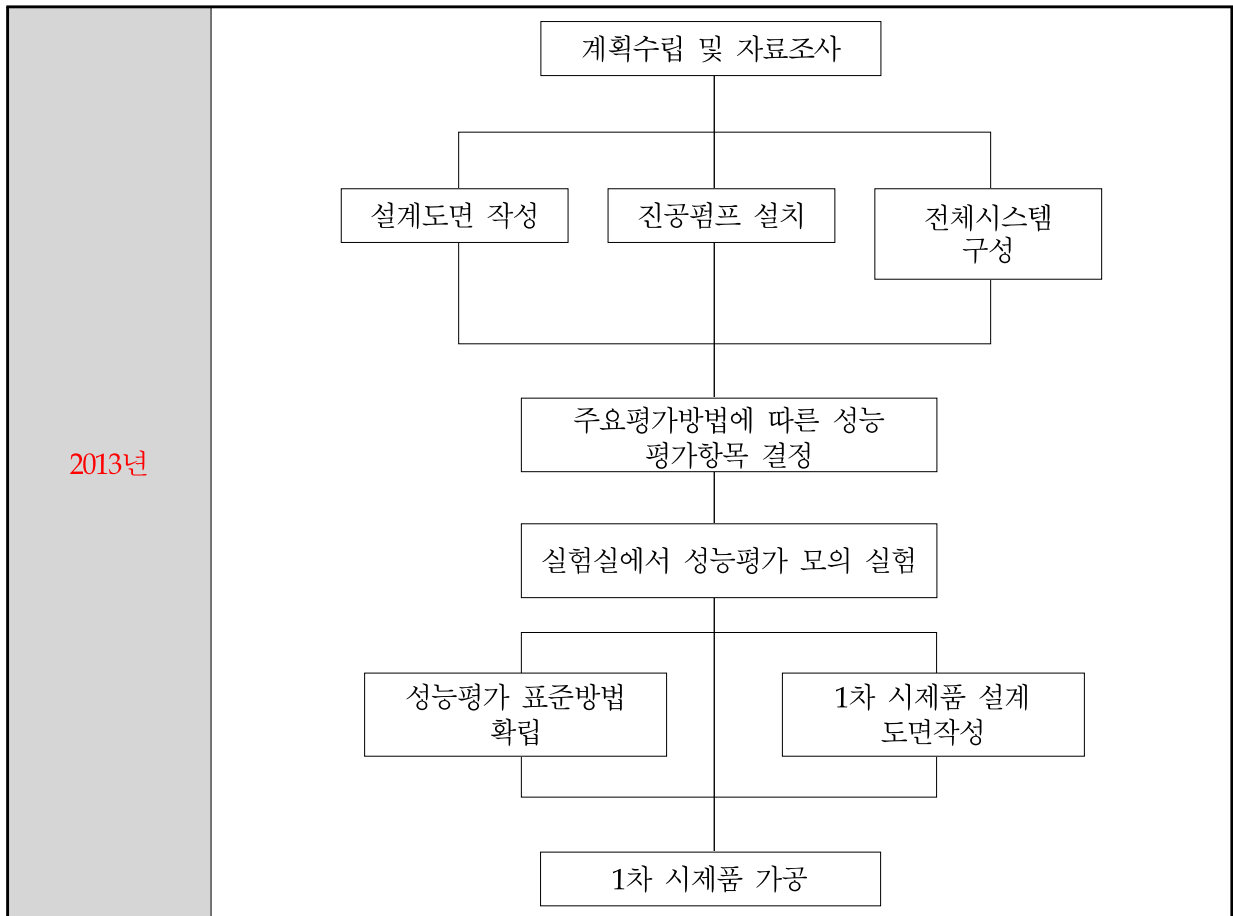 계획수립 및 자료조사
설계도면 작성
진공펌프 설치
전체시스템
구성
주요평가방법에 따른 성능
평가항목 결정
2013년
실험실에서 성능평가 모의 실험
성능평가 표준방법
확립
1차 시제품 설계
도면작성
1차 시제품 가공